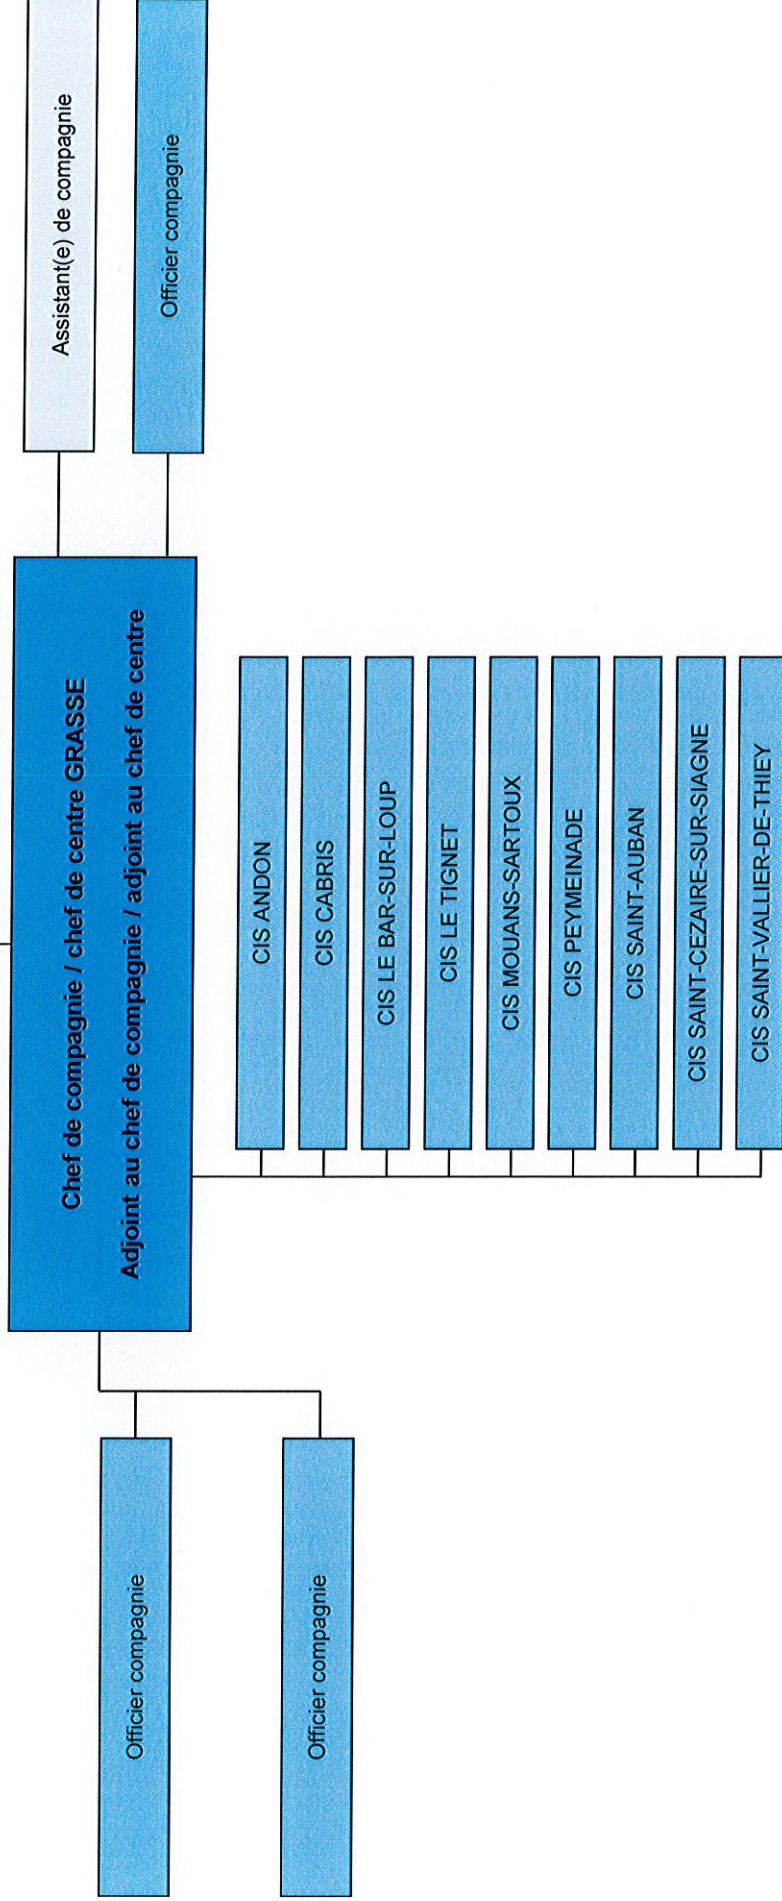 Chef de compagnie / chef de centre GRASSE
Adjoint au chef de compagnie / adjoint au chef de centre
Officier compagnie
Officier compagnie
Assistant(e) de compagnie
Officier compagnie
CIS ANDON
CIS CABRIS
CIS LE BAR-SUR-LOUP
CIS LE TIGNET
CIS MOUANS-SARTOUX
CIS PEYMEINADE
CIS SAINT-AUBAN
CIS SAINT-CEZAIRE-SUR-SIAGNE
CIS SAINT-VALLIER-DE-THIEY